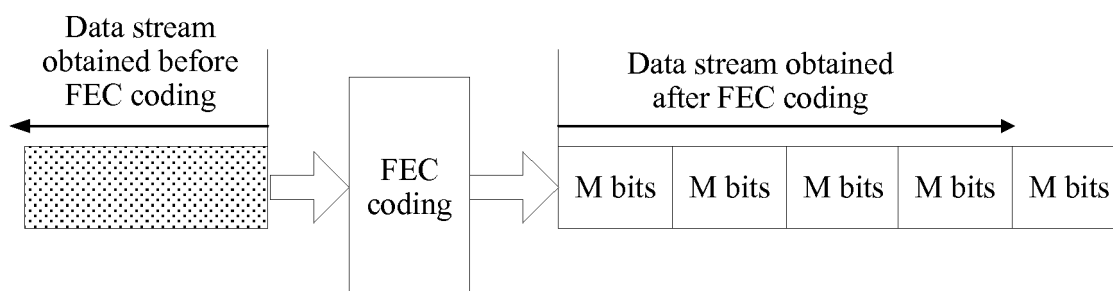 Data stream
obtained before
FEC coding
Data stream obtained
after FEC coding
FEC
coding
M bits M bits M bits M bits M bits